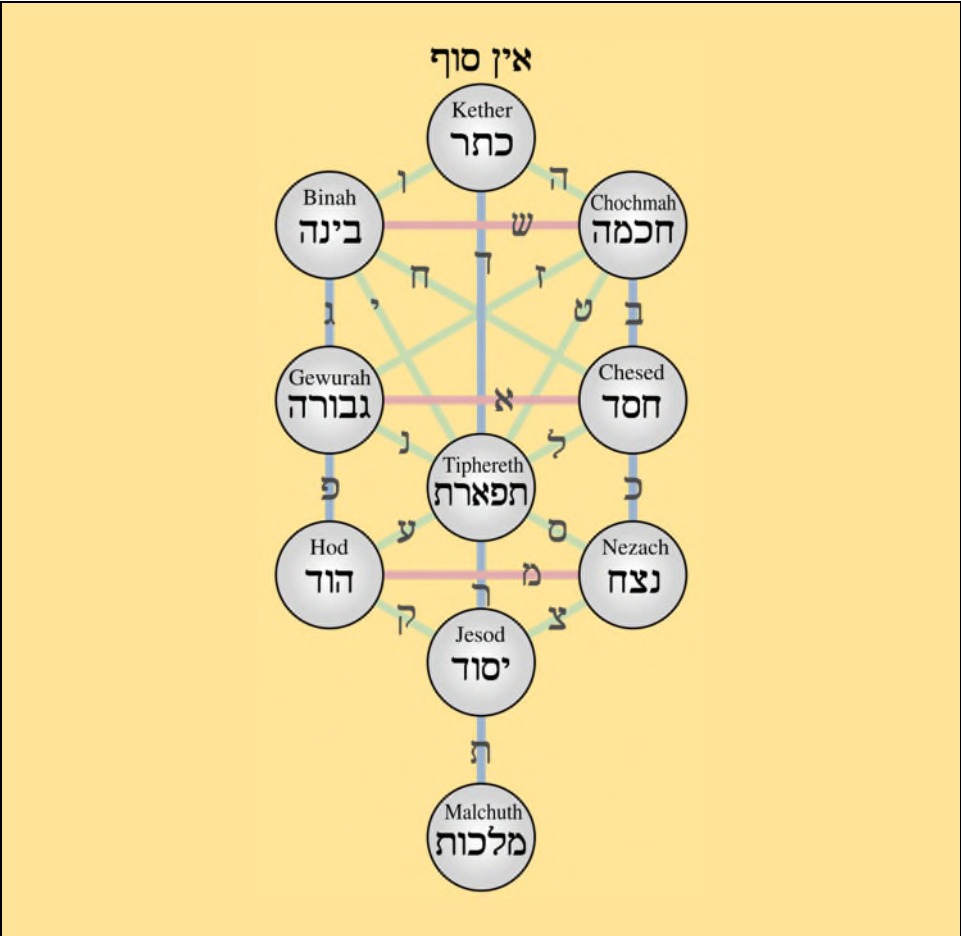 אין סוף
Kether
כתר
ו
ה
Binah
בינה
Chochmah
חכמה
ש
ד
ח
ז
ג
י
ט
ב
Gewurah
גבורה
Chesed
חסד
א
נ
ל
Tiphereth
תפארת
פ
כ
ע
ס
Hod
הוד
Nezach
נצח
מ
ר
ק
צ
Jesod
יסוד
ת
Malchuth
מלכות